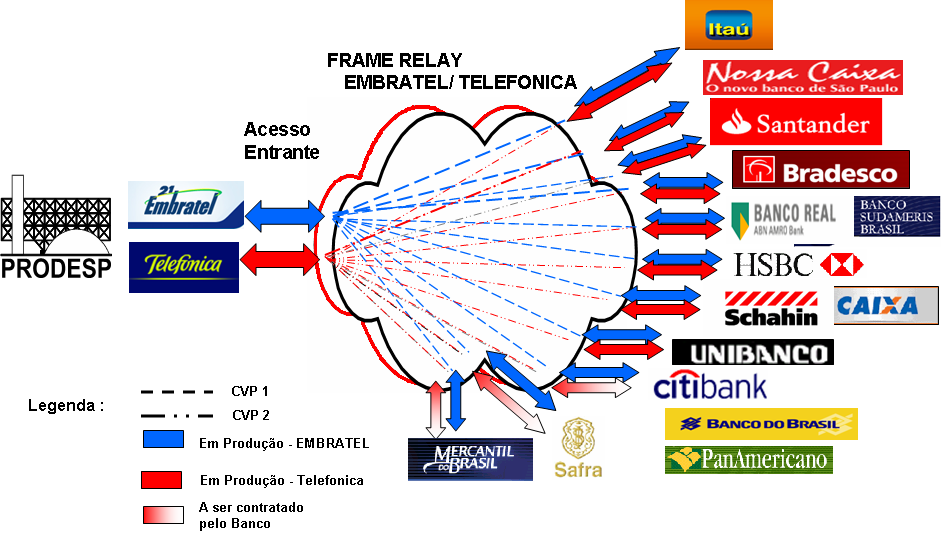 FRAME RELAY
EMBRATEL/ TELEFONICA
Acesso
Entrante
PRODESP
21
Embratel
Telefónica
Itaú
Nossa Caixa
O novo banco de São Paulo
Santander
Bradesco
BANCO REAL
ABN AMRO Bank
BANCO
SUDAMERIS
BRASIL
HSBC
Schahin
CAIXA
UNIBANCO
citibank
BANCO DO BRASIL
PanAmericano
MERCANTIL
DO BRASIL
Safra
Legenda :
CVP 1
CVP 2
Em Produção - EMBRATEL
Em Produção - Telefonica
A ser contratado
pelo Banco